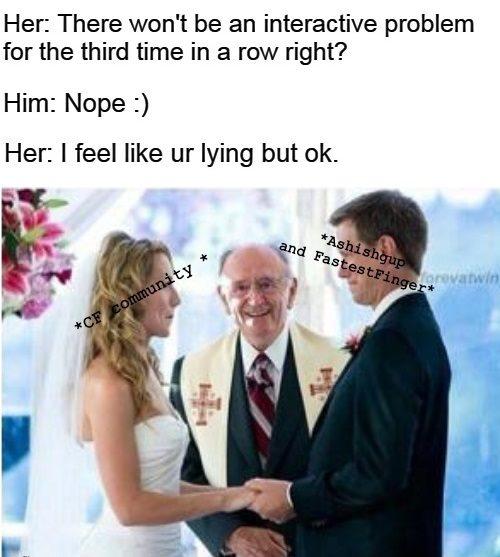 Her: There won't be an interactive problem
for the third time in a row right?
Him: Nope :)
Her: I feel like ur lying but ok.
*CF community *
*Ashishgup
and FastestFinger*
forevatwin